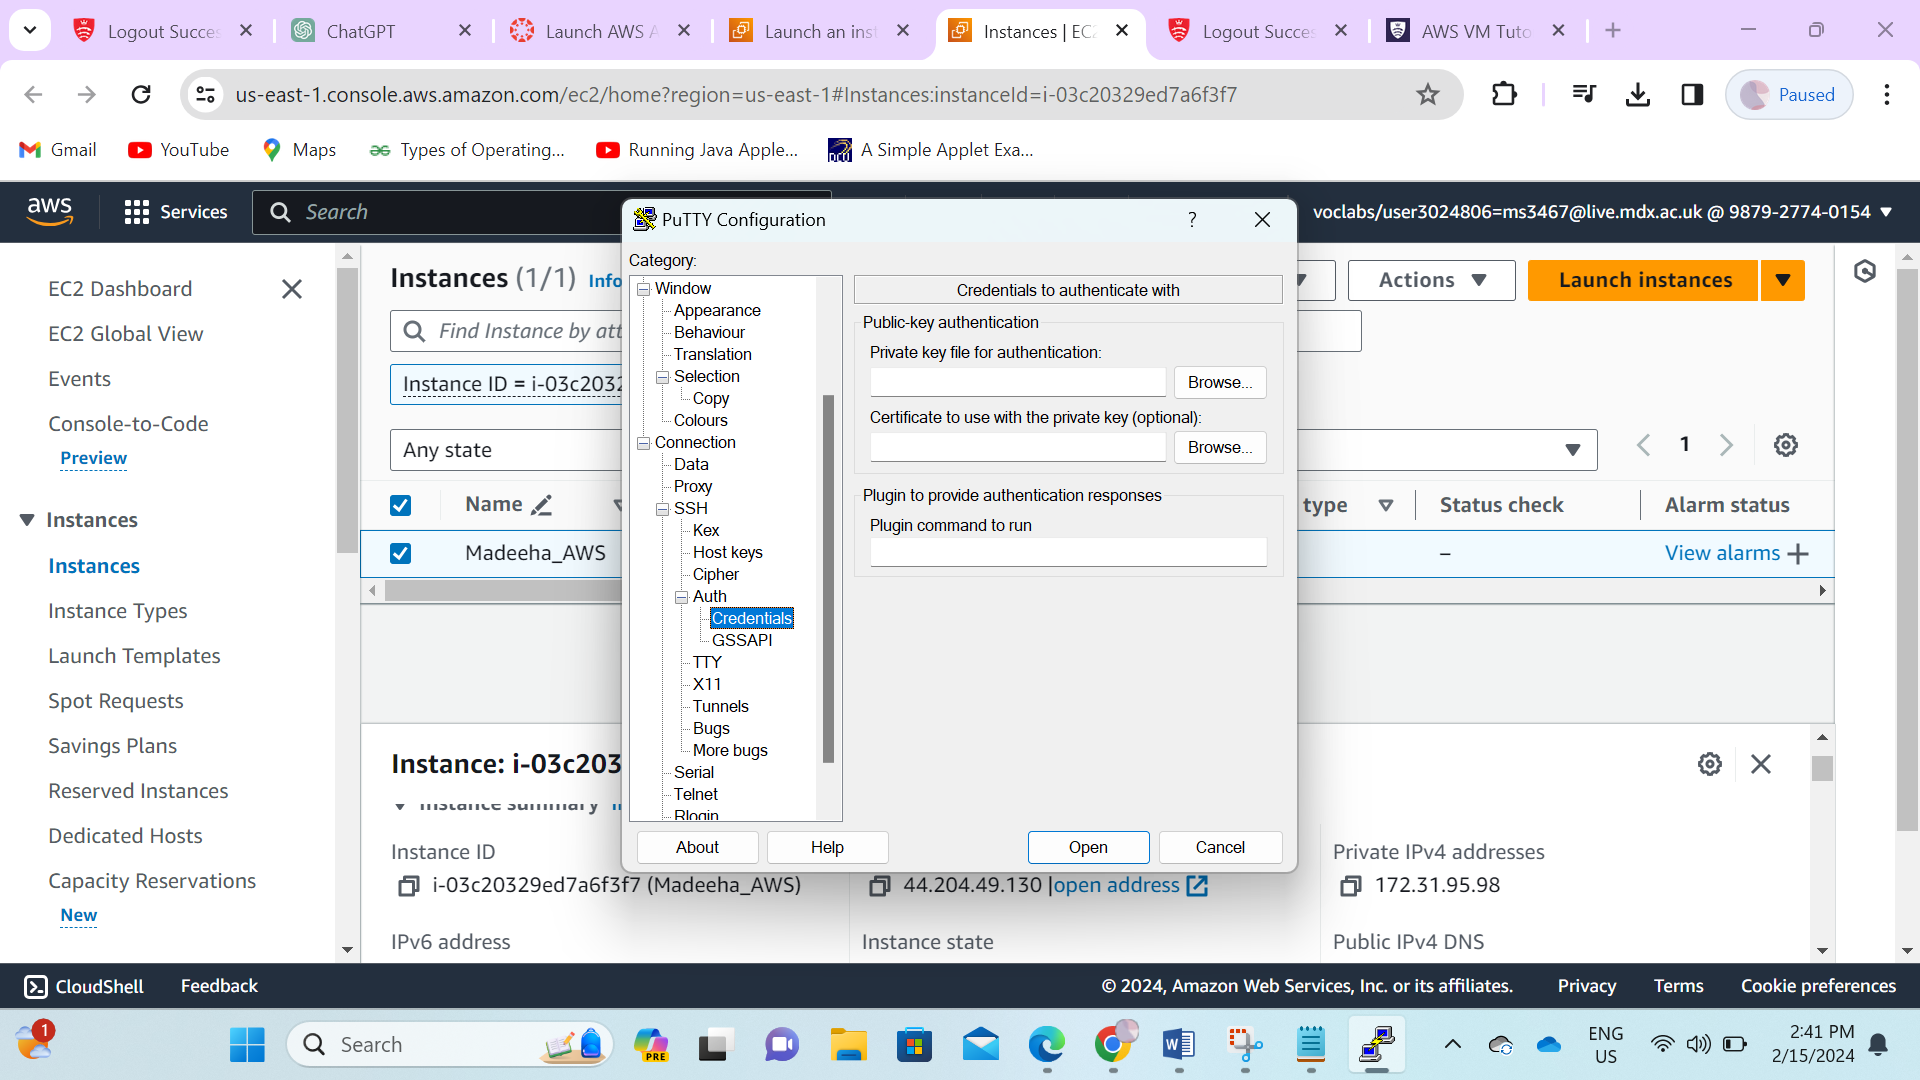 Logout Succes
ChatGPT
Launch AWS A
Launch an inst
Instances | EC2
Logout Succes
AWS VM Tuto
us-east-1.console.aws.amazon.com/ec2/home?region=us-east-1#Instances:instanceId=i-03c20329ed7a6f3f7
Paused
Gmail
YouTube
Maps
Types of Operating...
Running Java Apple...
A Simple Applet Exa...
aws
Services
Search
voclabs/user3024806=ms3467@live.mdx.ac.uk @ 9879-2774-0154
EC2 Dashboard
EC2 Global View
Events
Console-to-Code
Preview
Instances
Instances
Instance Types
Launch Templates
Spot Requests
Savings Plans
Reserved Instances
Dedicated Hosts
Capacity Reservations
New
Instances (1/1) Info
Actions
Launch instances
Find Instance by att
Instance ID = i-03c2032
Any state
1
Name
type
Status check
Alarm status
Madeeha_AWS
–
View alarms
PuTTY Configuration
?
Category:
Window
Appearance
Behaviour
Translation
Selection
Copy
Colours
Connection
Data
Proxy
SSH
Kex
Host keys
Cipher
Auth
Credentials
GSSAPI
TTY
X11
Tunnels
Bugs
More bugs
Serial
Telnet
Rlogin
Credentials to authenticate with
Public-key authentication
Private key file for authentication:
Browse...
Certificate to use with the private key (optional):
Browse...
Plugin to provide authentication responses
Plugin command to run
About
Help
Open
Cancel
Instance: i-03c203
Instance summary
Instance ID
i-03c20329ed7a6f3f7 (Madeeha_AWS)
44.204.49.130 |open address
Private IPv4 addresses
172.31.95.98
IPv6 address
Instance state
Public IPv4 DNS
CloudShell
Feedback
© 2024, Amazon Web Services, Inc. or its affiliates.
Privacy
Terms
Cookie preferences
1
Search
PRE
ENG
US
2:41 PM
2/15/2024